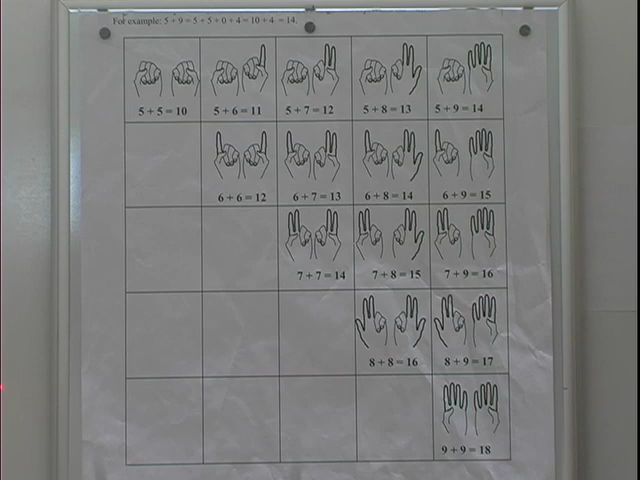 For example: 5 + 9 = 5 + 5 + 0 + 4 = 10 + 4 = 14.
5 + 5 = 10 5 + 6 = 11 5 + 7 = 12 5 + 8 = 13 5 + 9 = 14
6 + 6 = 12 6 + 7 = 13 6 + 8 = 14 6 + 9 = 15
7 + 7 = 14 7 + 8 = 15 7 + 9 = 16
8 + 8 = 16 8 + 9 = 17
9 + 9 = 18